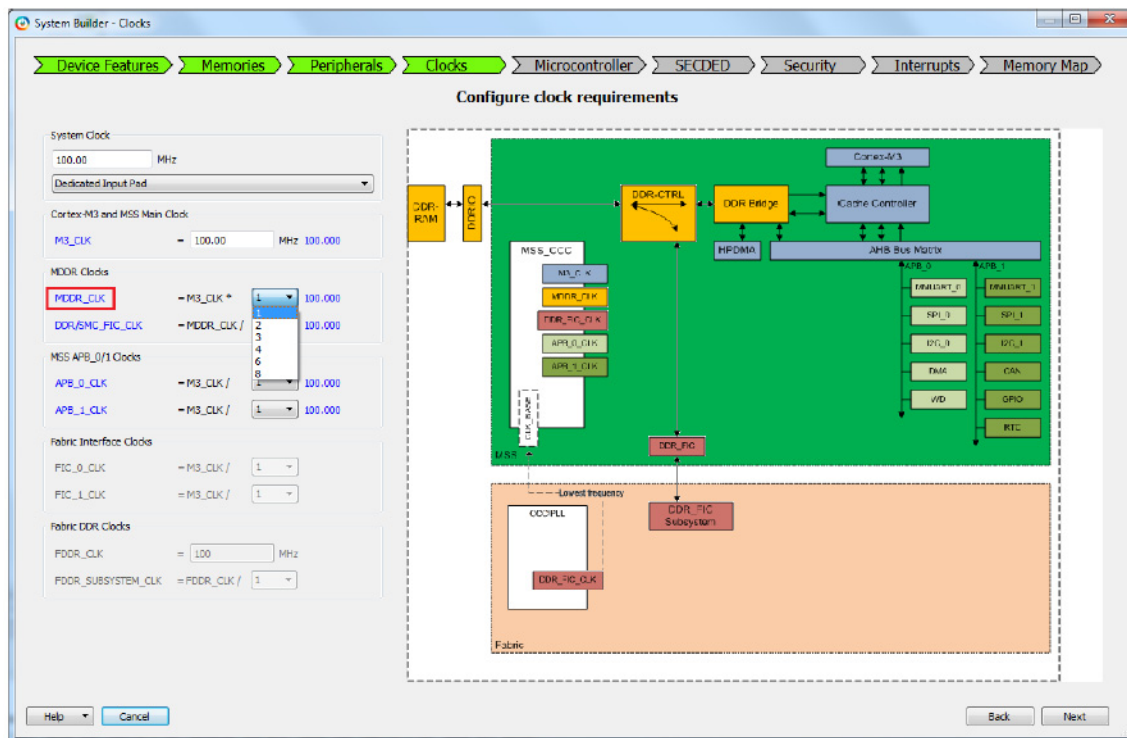 System Builder - Clocks
Device Features
Memories
Peripherals
Clocks
Microcontroller
SECDED
Security
Interrupts
Memory Map
Configure clock requirements
System Clock
100.00 MHz
Dedicated Input Pad
Cortex-M3 and MSS Main Clock
M3_CLK = 100.00 MHz 100.000
MDDR Clocks
MDDR_CLK = M3_CLK * 1 100.000
1
2
3
4
6
8
DDR/SMC_FIC_CLK = MDDR_CLK / 100.000
MSS APB_0/1 Clocks
APB_0_CLK = M3_CLK / 1 100.000
APB_1_CLK = M3_CLK / 1 100.000
Fabric Interface Clocks
FIC_0_CLK = M3_CLK / 1
FIC_1_CLK = M3_CLK / 1
Fabric DDR Clocks
FDDR_CLK = 100 MHz
FDDR_SUBSYSTEM_CLK = FDDR_CLK / 1
Cortex-M3
DDR-RAM
DDRIO
DDR-CTRL
DDR Bridge
Cache Controller
HPDMA
AHB Bus Matrix
MSS_CCC
M3_CLK
MDDR_CLK
DDR_FIC_CLK
APB_0_CLK
APB_1_CLK
CLK_BASE
APB_0
APB_1
MMUART_0
MMUART_1
SPI_0
SPI_1
I2C_0
I2C_1
DMA
CAN
WD
GPIO
RTC
DDR_FIC
MSS
Lowest frequency
CCC/PLL
DDR_FIC
Subsystem
DDR_FIC_CLK
Fabric
Help
Cancel
Back
Next